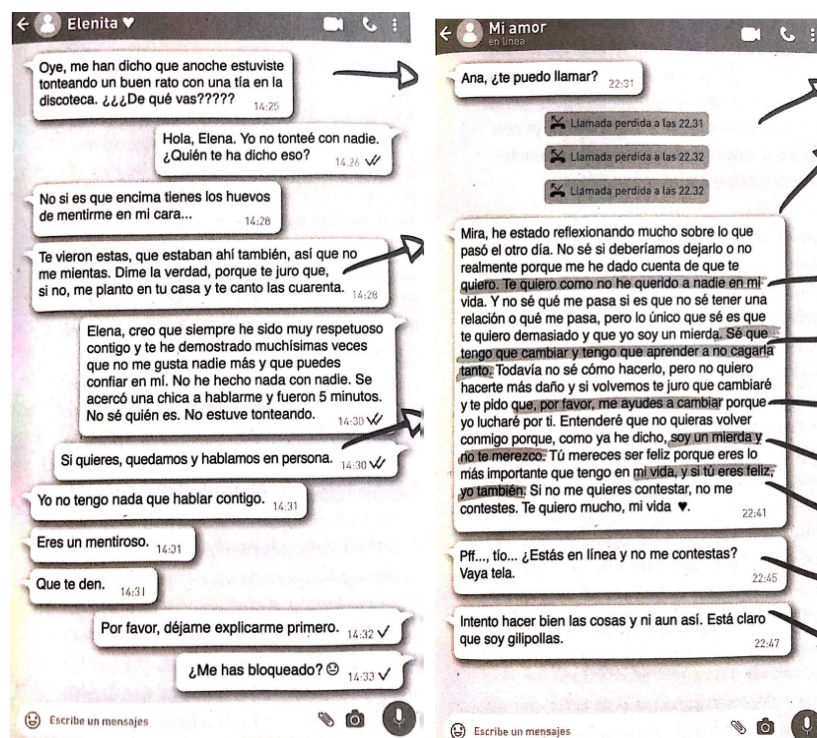 Elenita ♥
Oye, me han dicho que anoche estuviste
tonteando un buen rato con una tía en la
discoteca. ¿¿¿De qué vas?????
14:25
Hola, Elena. Yo no tonteé con nadie.
¿Quién te ha dicho eso?
14:26
No si es que encima tienes los huevos
de mentirme en mi cara...
14:28
Te vieron estas, que estaban ahí también, así que no
me mientas. Dime la verdad, porque te juro que,
si no, me planto en tu casa y te canto las cuarenta.
14:28
Elena, creo que siempre he sido muy respetuoso
contigo y te he demostrado muchísimas veces
que no me gusta nadie más y que puedes
confiar en mí. No he hecho nada con nadie. Se
acercó una chica a hablarme y fueron 5 minutos.
No sé quién es. No estuve tonteando.
14:30
Si quieres, quedamos y hablamos en persona.
14:30
Yo no tengo nada que hablar contigo.
14:31
Eres un mentiroso.
14:31
Que te den.
14:31
Por favor, déjame explicarme primero.
14:32
¿Me has bloqueado? ☹
14:33
Escribe un mensajes
Mi amor
en línea
Ana, ¿te puedo llamar?
22:31
Llamada perdida a las 22.31
Llamada perdida a las 22.32
Llamada perdida a las 22.32
Mira, he estado reflexionando mucho sobre lo que
pasó el otro día. No sé si deberíamos dejarlo o no
realmente porque me he dado cuenta de que te
quiero. Te quiero como no he querido a nadie en mi
vida. Y no sé qué me pasa si es que no sé tener una
relación o qué me pasa, pero lo único que sé es que
te quiero demasiado y que yo soy un mierda. Sé que
tengo que cambiar y tengo que aprender a no cagarla
tanto. Todavía no sé cómo hacerlo, pero no quiero
hacerte más daño y si volvemos te juro que cambiaré
y te pido que, por favor, me ayudes a cambiar porque
yo lucharé por ti. Entenderé que no quieras volver
conmigo porque, como ya he dicho, soy un mierda y
no te merezco. Tú mereces ser feliz porque eres lo
más importante que tengo en mi vida, y si tú eres feliz,
yo también. Si no me quieres contestar, no me
contestes. Te quiero mucho, mi vida ♥.
22:41
Pff..., tío... ¿Estás en línea y no me contestas?
Vaya tela.
22:45
Intento hacer bien las cosas y ni aun así. Está claro
que soy gilipollas.
22:47
Escribe un mensajes